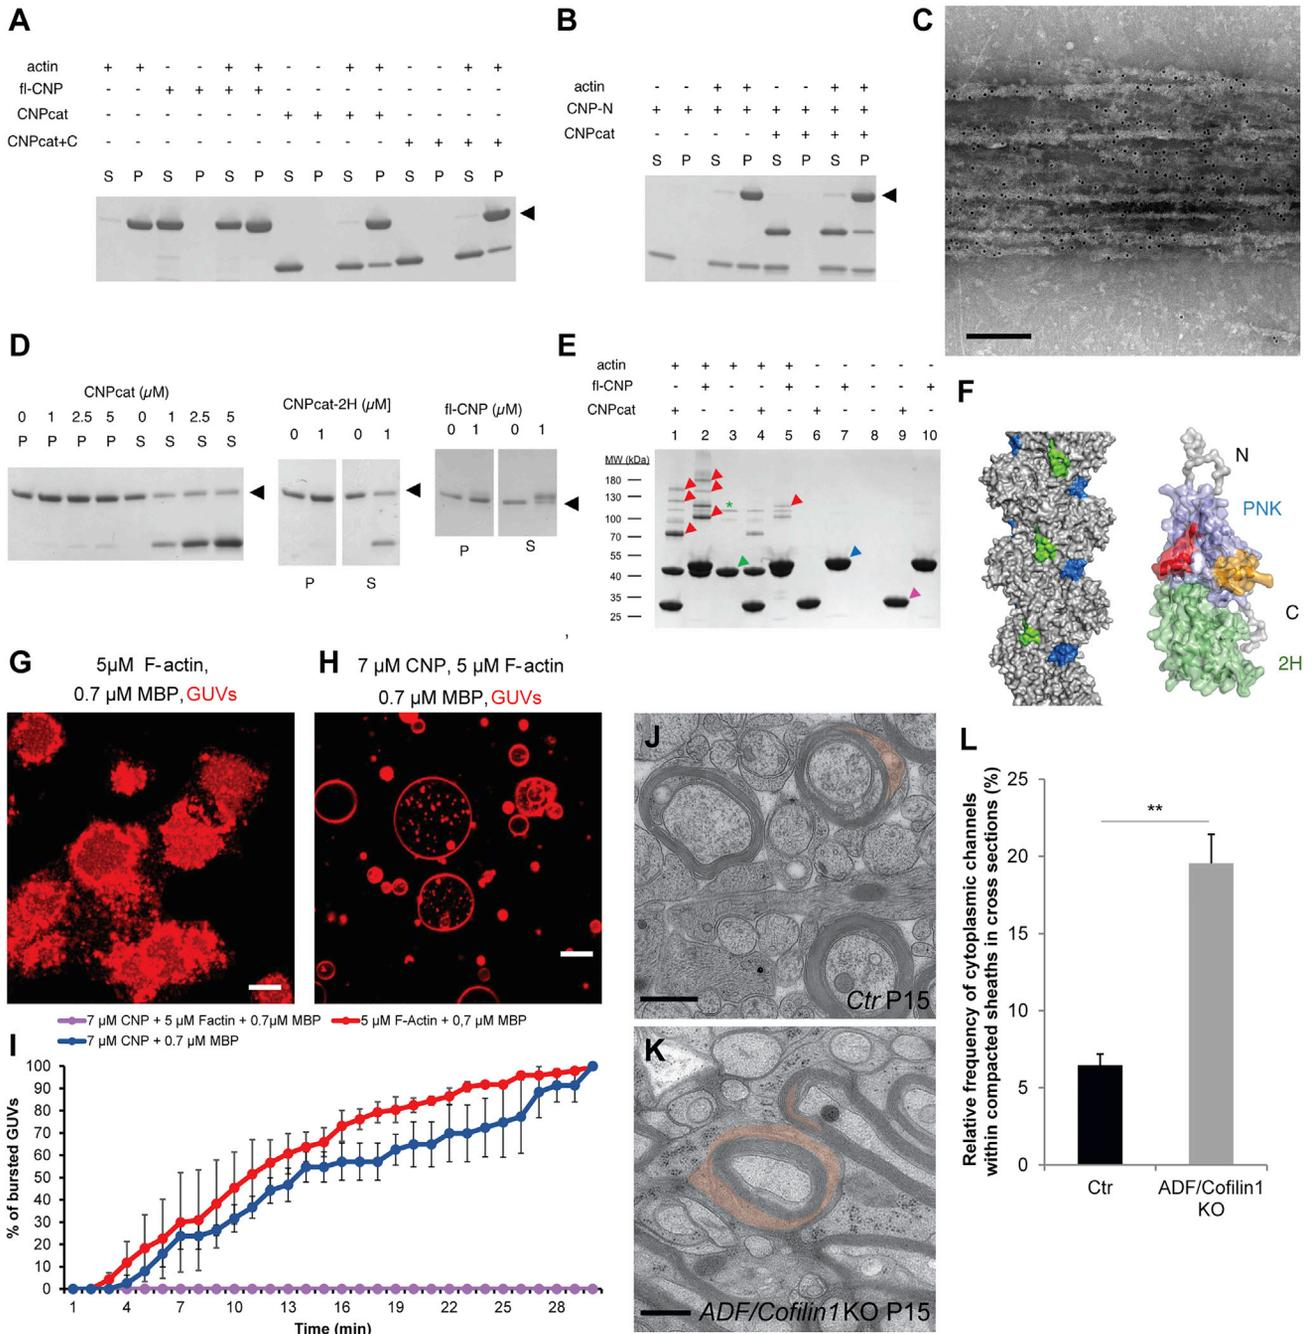 A
actin + + - - + + - - + + - - + +
fl-CNP - - + + + + - - - - - - - -
CNPcat - - - - - - + + + + - - - -
CNPcat+C - - - - - - - - - - + + + +
S P S P S P S P S P S P S P
B
actin - - + + - - + +
CNP-N + + + + + + + +
CNPcat - - - - + + + +
S P S P S P S P
C
D
CNPcat (µM)
0 1 2.5 5 0 1 2.5 5
P P P P S S S S
CNPcat-2H (µM]
0 1 0 1
P S
fl-CNP (µM)
0 1 0 1
P S
E
actin + + + + + - - - - -
fl-CNP - + - - + - + - - +
CNPcat + - - + - + - - + -
1 2 3 4 5 6 7 8 9 10
MW (kDa)
180
130
100
70
55
40
35
25
*
,
F
N
PNK
C
2H
G
5µM F-actin,
0.7 µM MBP, GUVs
H
7 µM CNP, 5 µM F-actin
0.7 µM MBP, GUVs
I
7 µM CNP + 5 µM Factin + 0.7µM MBP
5 µM F-Actin + 0,7 µM MBP
7 µM CNP + 0.7 µM MBP
% of bursted GUVs
100
90
80
70
60
50
40
30
20
10
0
1 4 7 10 13 16 19 22 25 28
Time (min)
J
Ctr P15
K
ADF/Cofilin1 KO P15
L
Relative frequency of cytoplasmic channels
within compacted sheaths in cross sections (%)
25
20
15
10
5
0
**
Ctr
ADF/Cofilin1
KO